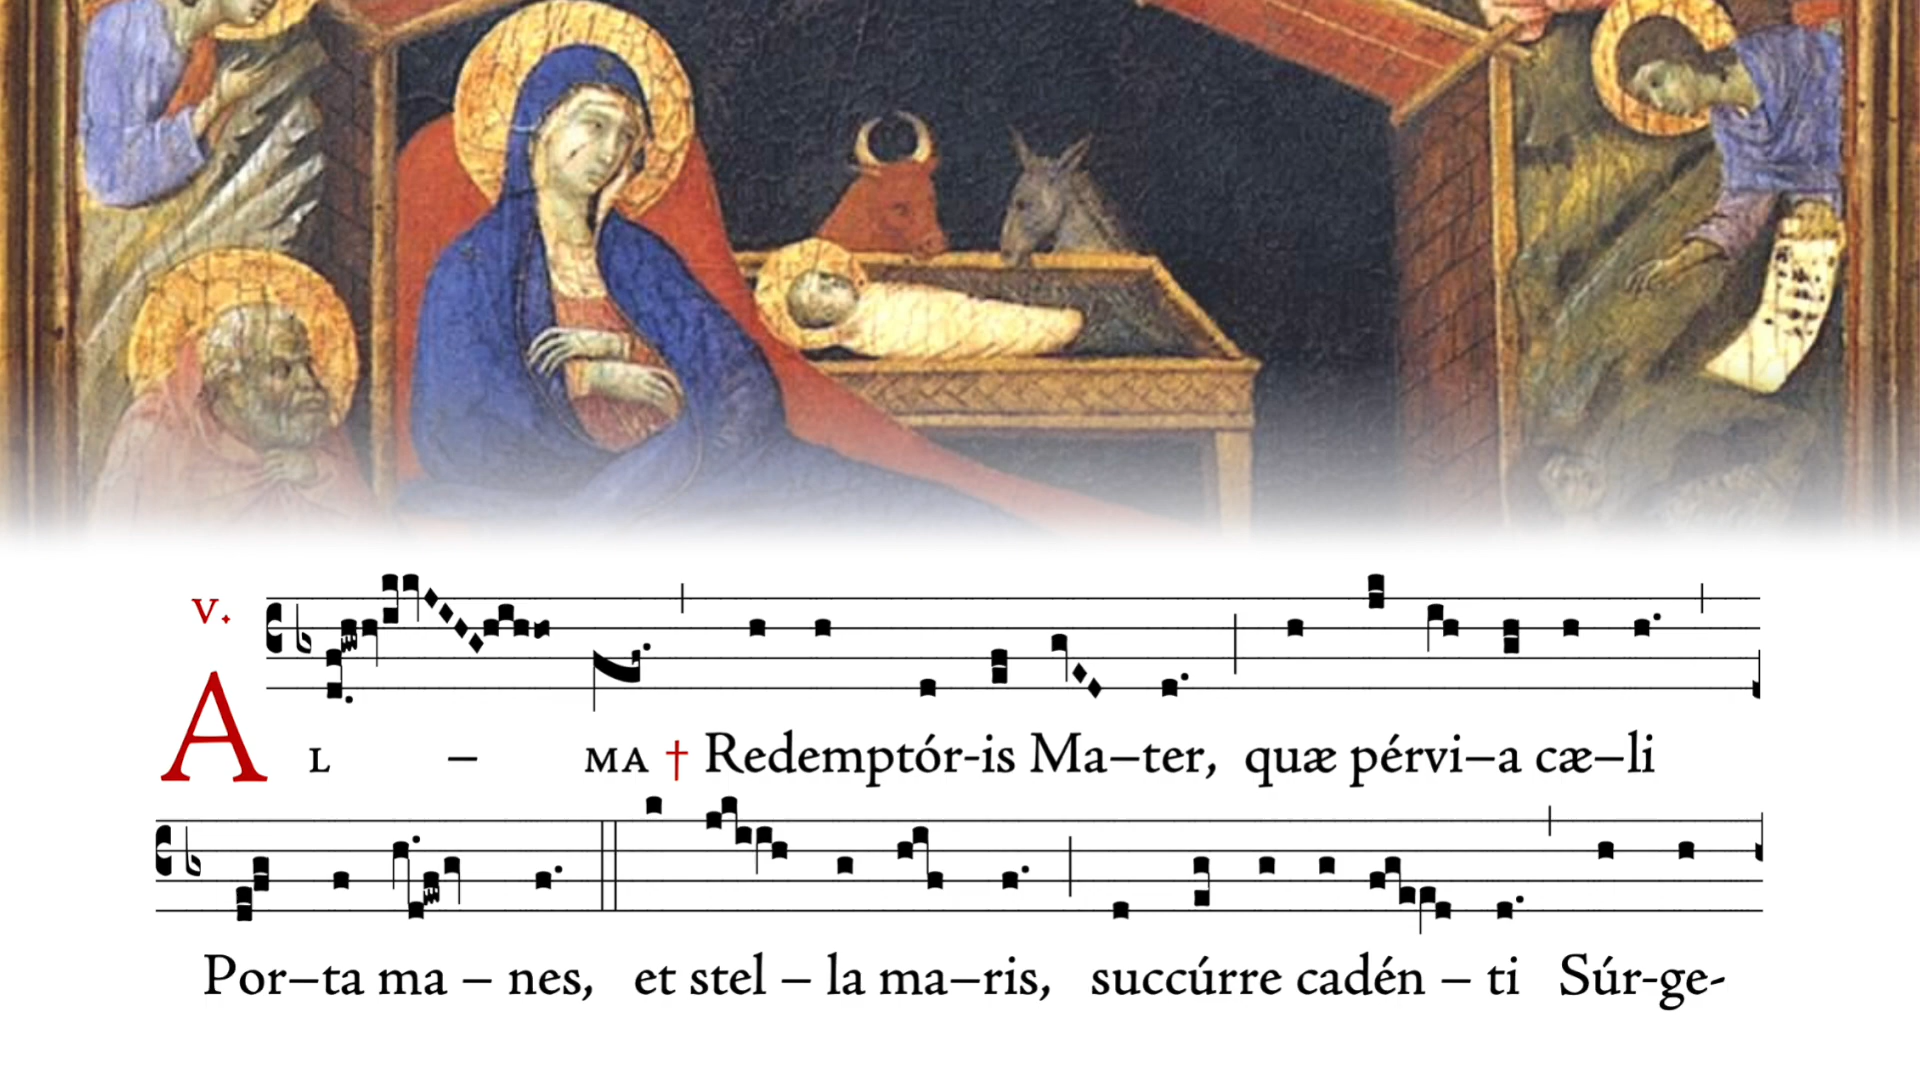 v.
AL– MA † Redemptór-is Ma–ter, quæ pérvi–a cæ–li
Por–ta ma – nes, et stel – la ma–ris, succúrre cadén – ti Súr-ge-